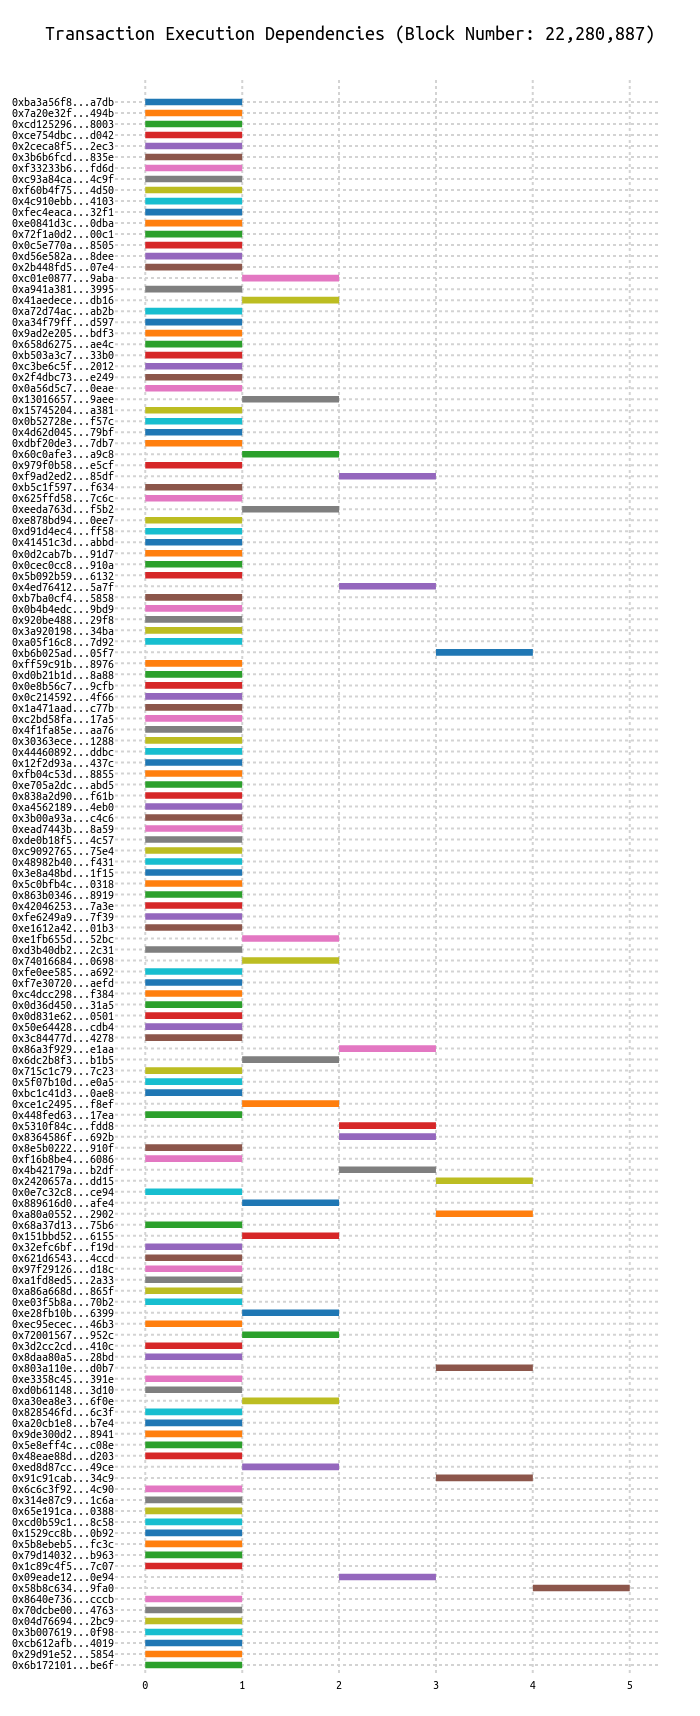 Transaction Execution Dependencies (Block Number: 22,280,887)
0xba3a56f8...a7db
0x7a20e32f...494b
0xcd125296...8003
0xce754dbc...d042
0x2ceca8f5...2ec3
0x3b6b6fcd...835e
0xf33233b6...fd6d
0xc93a84ca...4c9f
0xf60b4f75...4d50
0x4c910ebb...4103
0xfec4eaca...32f1
0xe0841d3c...0dba
0x72f1a0d2...00c1
0x0c5e770a...8505
0xd56e582a...8dee
0x2b448fd5...07e4
0xc01e0877...9aba
0xa941a381...3995
0x41aedece...db16
0xa72d74ac...ab2b
0xa34f79ff...d597
0x9ad2e205...bdf3
0x658d6275...ae4c
0xb503a3c7...33b0
0xc3be6c5f...2012
0x2f4dbc73...e249
0x0a56d5c7...0eae
0x13016657...9aee
0x15745204...a381
0x0b52728e...f57c
0x4d62d045...79bf
0xdbf20de3...7db7
0x60c0afe3...a9c8
0x979f0b58...e5cf
0xf9ad2ed2...85df
0xb5c1f597...f634
0x625ffd58...7c6c
0xeeda763d...f5b2
0xe878bd94...0ee7
0xd91d4ec4...ff58
0x41451c3d...abbd
0x0d2cab7b...91d7
0x0cec0cc8...910a
0x5b092b59...6132
0x4ed76412...5a7f
0xb7ba0cf4...5858
0x0b4b4edc...9bd9
0x920be488...29f8
0x3a920198...34ba
0xa05f16c8...7d92
0xb6b025ad...05f7
0xff59c91b...8976
0xd0b21b1d...8a88
0x0e8b56c7...9cfb
0x0c214592...4f66
0x1a471aad...c77b
0xc2bd58fa...17a5
0x4f1fa85e...aa76
0x30363ece...1288
0x44460892...ddbc
0x12f2d93a...437c
0xfb04c53d...8855
0xe705a2dc...abd5
0x838a2d90...f61b
0xa4562189...4eb0
0x3b00a93a...c4c6
0xead7443b...8a59
0xde0b18f5...4c57
0xc9092765...75e4
0x48982b40...f431
0x3e8a48bd...1f15
0x5c0bfb4c...0318
0x863b0346...8919
0x42046253...7a3e
0xfe6249a9...7f39
0xe1612a42...01b3
0xe1fb655d...52bc
0xd3b40db2...2c31
0x74016684...0698
0xfe0ee585...a692
0xf7e30720...aefd
0xc4dcc298...f384
0x0d36d450...31a5
0x0d831e62...0501
0x50e64428...cdb4
0x3c84477d...4278
0x86a3f929...e1aa
0x6dc2b8f3...b1b5
0x715c1c79...7c23
0x5f07b10d...e0a5
0xbc1c41d3...0ae8
0xce1c2495...f8ef
0x448fed63...17ea
0x5310f84c...fdd8
0x8364586f...692b
0x8e5b0222...910f
0xf16b8be4...6086
0x4b42179a...b2df
0x2420657a...dd15
0x0e7c32c8...ce94
0x889616d0...afe4
0xa80a0552...2902
0x68a37d13...75b6
0x151bbd52...6155
0x32efc6bf...f19d
0x621d6543...4ccd
0x97f29126...d18c
0xa1fd8ed5...2a33
0xa86a668d...865f
0xe03f5b8a...70b2
0xe28fb10b...6399
0xec95ecec...46b3
0x72001567...952c
0x3d2cc2cd...410c
0x8daa80a5...28bd
0x803a110e...d0b7
0xe3358c45...391e
0xd0b61148...3d10
0xa30ea8e3...6f0e
0x828546fd...6c3f
0xa20cb1e8...b7e4
0x9de300d2...8941
0x5e8eff4c...c08e
0x48eae88d...d203
0xed8d87cc...49ce
0x91c91cab...34c9
0x6c6c3f92...4c90
0x314e87c9...1c6a
0x65e191ca...0388
0xcd0b59c1...8c58
0x1529cc8b...0b92
0x5b8ebeb5...fc3c
0x79d14032...b963
0x1c89c4f5...7c07
0x09eade12...0e94
0x58b8c634...9fa0
0x8640e736...cccb
0x70dcbe00...4763
0x04d76694...2bc9
0x3b007619...0f98
0xcb612afb...4019
0x29d91e52...5854
0x6b172101...be6f
0 1 2 3 4 5